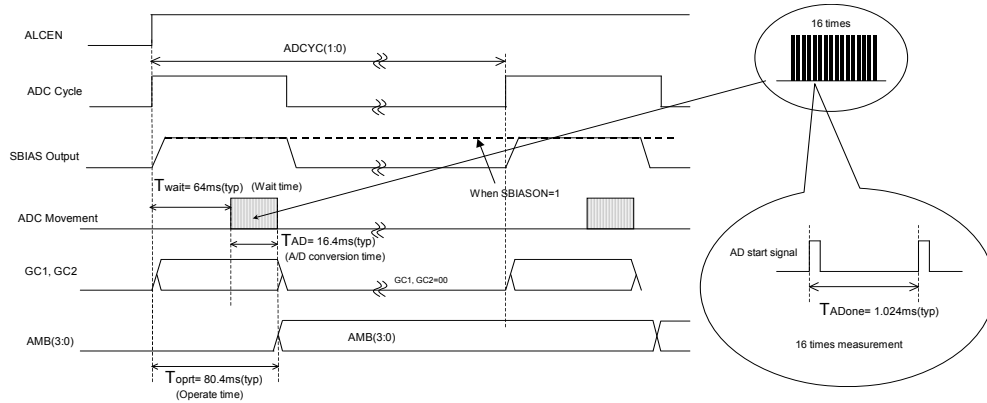 ALCEN
16 times
ADCYC(1:0)
ADC Cycle
SBIAS Output
When SBIASON=1
Twait= 64ms(typ) (Wait time)
ADC Movement
TAD= 16.4ms(typ)
(A/D conversion time)
AD start signal
GC1, GC2
GC1, GC2=00
TADone= 1.024ms(typ)
AMB(3:0)
AMB(3:0)
16 times measurement
Toprt= 80.4ms(typ)
(Operate time)